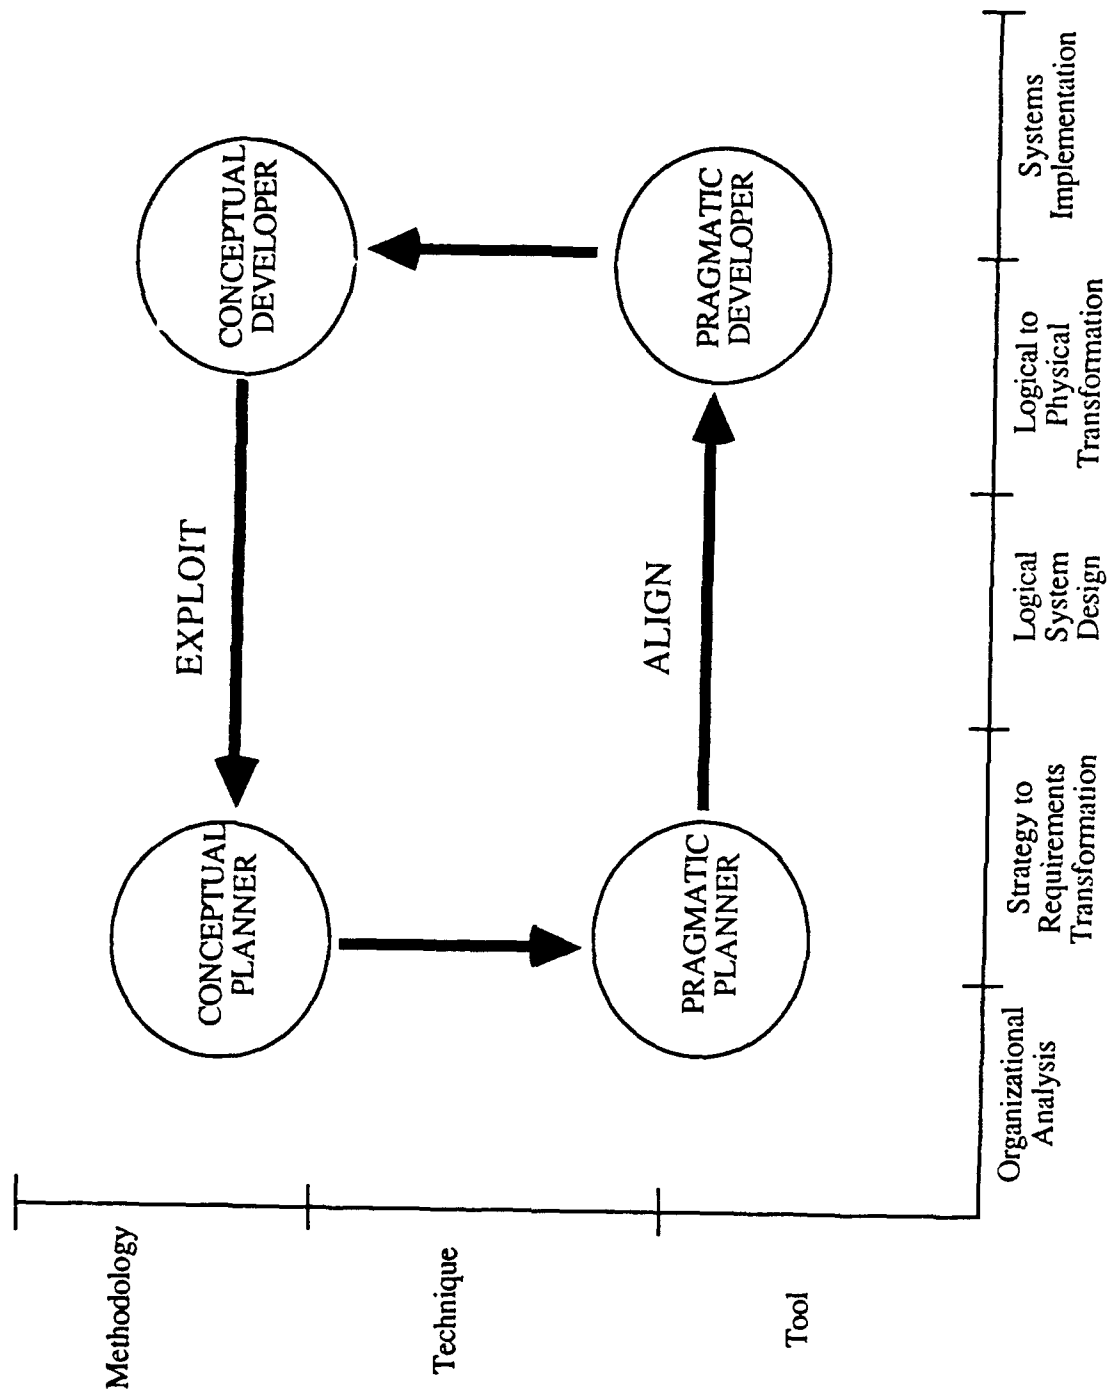 Methodology
Technique
Tool
CONCEPTUAL
PLANNER
EXPLOIT
CONCEPTUAL
DEVELOPER
PRAGMATIC
PLANNER
ALIGN
PRAGMATIC
DEVELOPER
Organizational
Analysis
Strategy to
Requirements
Transformation
Logical
System
Design
Logical to
Physical
Transformation
Systems
Implementation